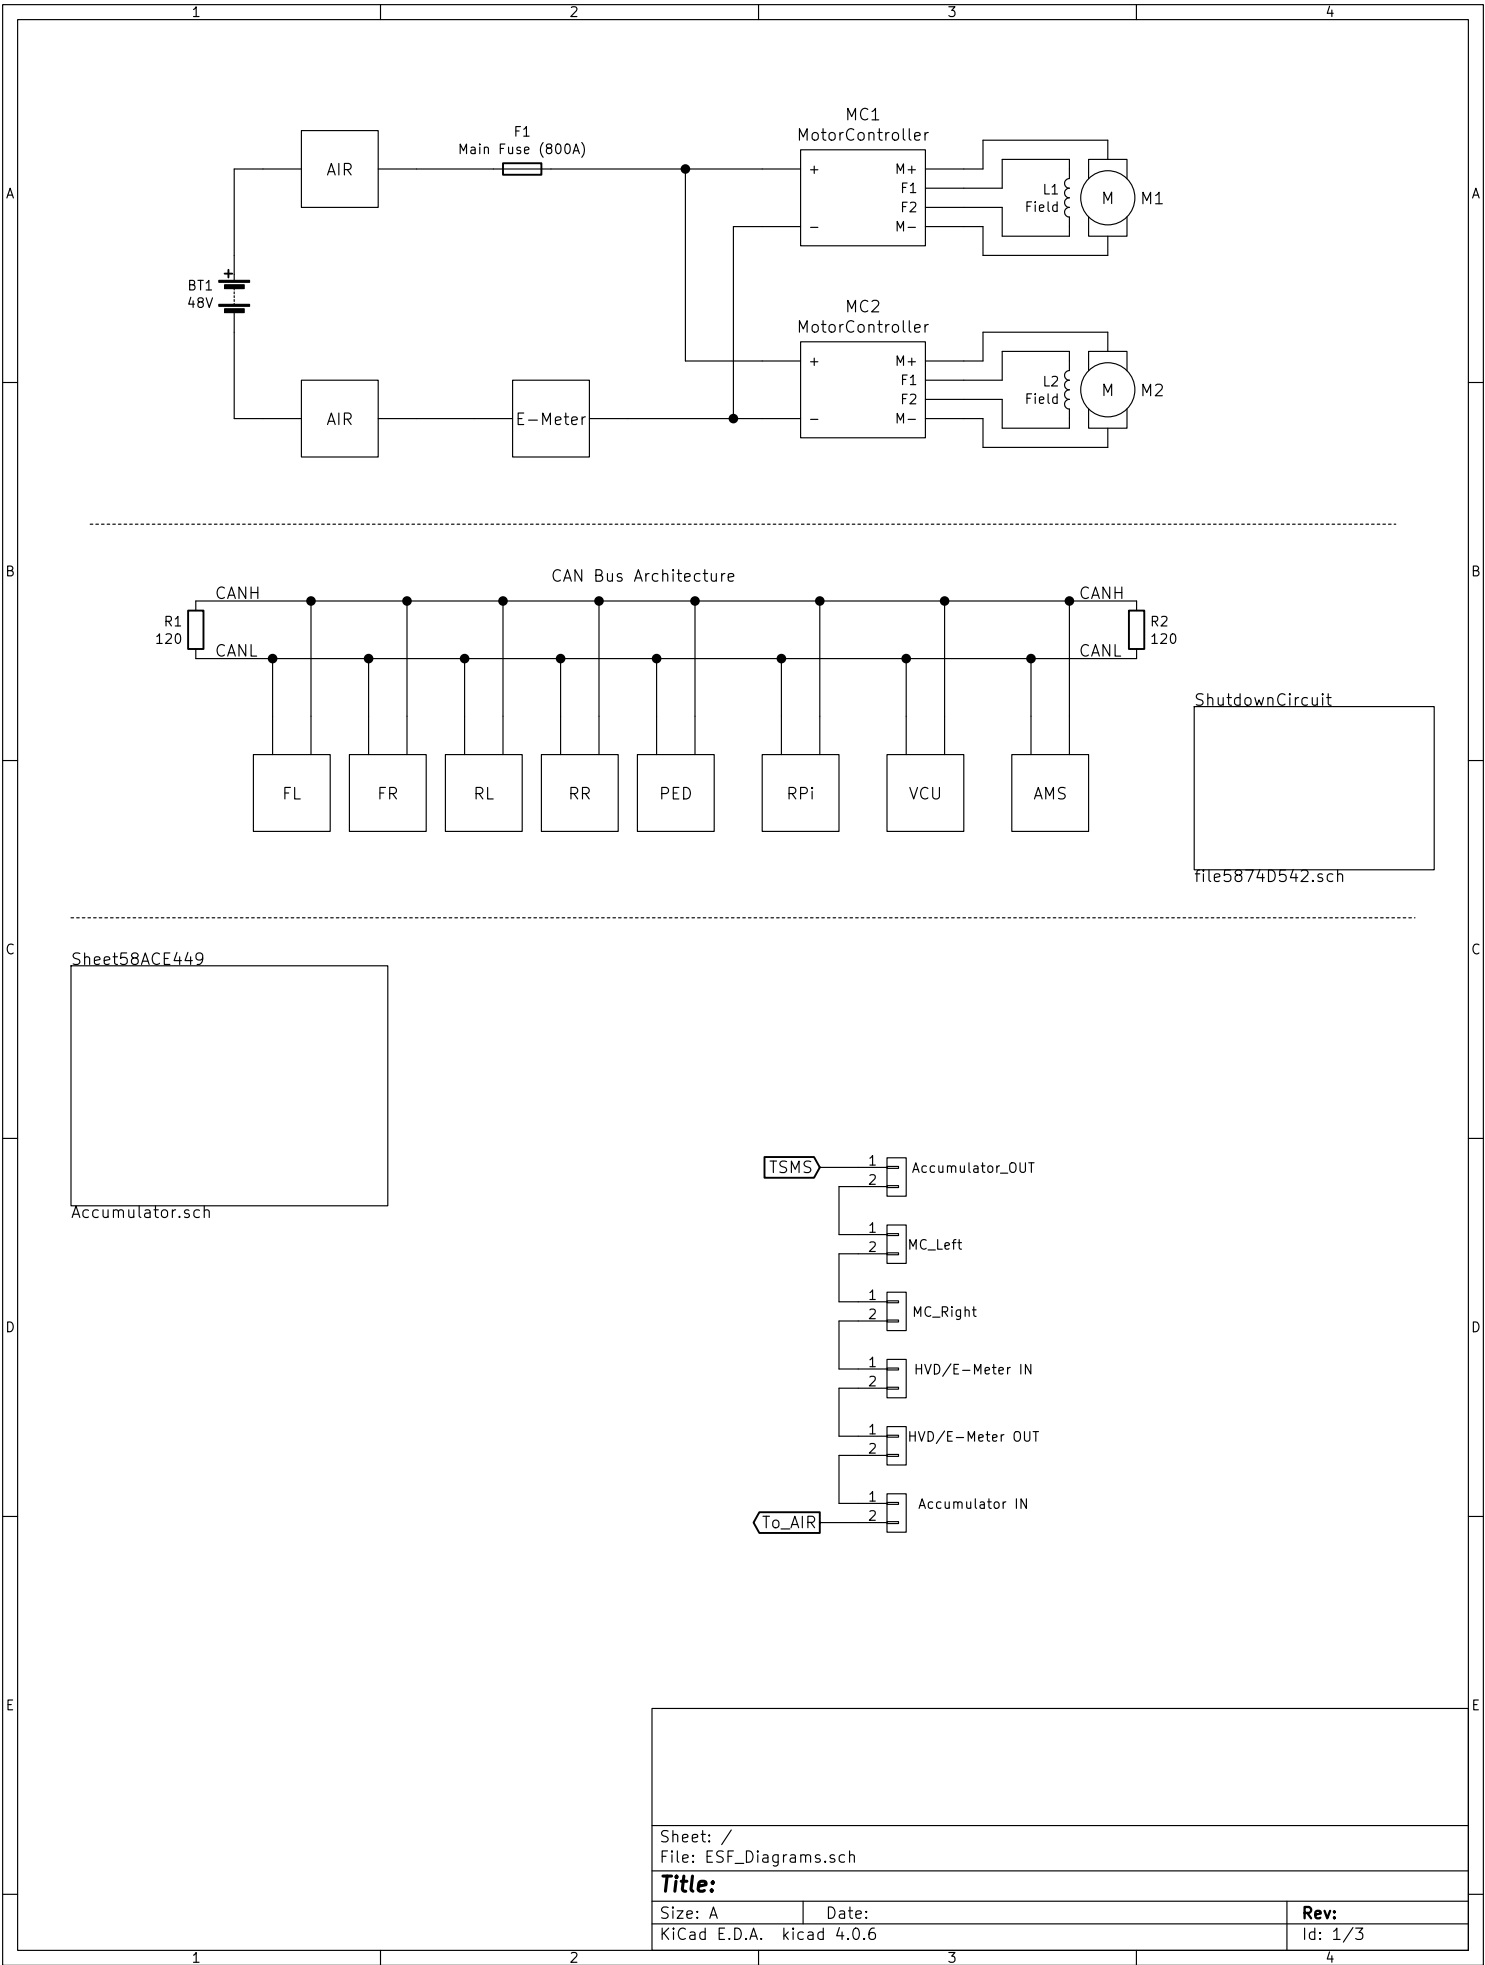 1 2 3 4
MC1
MotorController
F1
Main Fuse (800A)
AIR
+ M+
F1
L1
Field
M M1
F2
- M-
A A
BT1
48V
+
MC2
MotorController
+ M+
F1
L2
Field
M M2
F2
- M-
AIR
E-Meter
B B
CAN Bus Architecture
CANH CANH
R1
120
R2
120
CANL CANL
ShutdownCircuit
FL FR RL RR PED RPi VCU AMS
file5874D542.sch
C C
Sheet58ACE449
Accumulator.sch
TSMS 1 Accumulator_OUT
2
1
2 MC_Left
1
2 MC_Right
D D
1 HVD/E-Meter IN
2
1 HVD/E-Meter OUT
2
1 Accumulator IN
To_AIR 2
E E
Sheet: /
File: ESF_Diagrams.sch
Title:
Size: A Date: Rev:
KiCad E.D.A. kicad 4.0.6 Id: 1/3
1 2 3 4